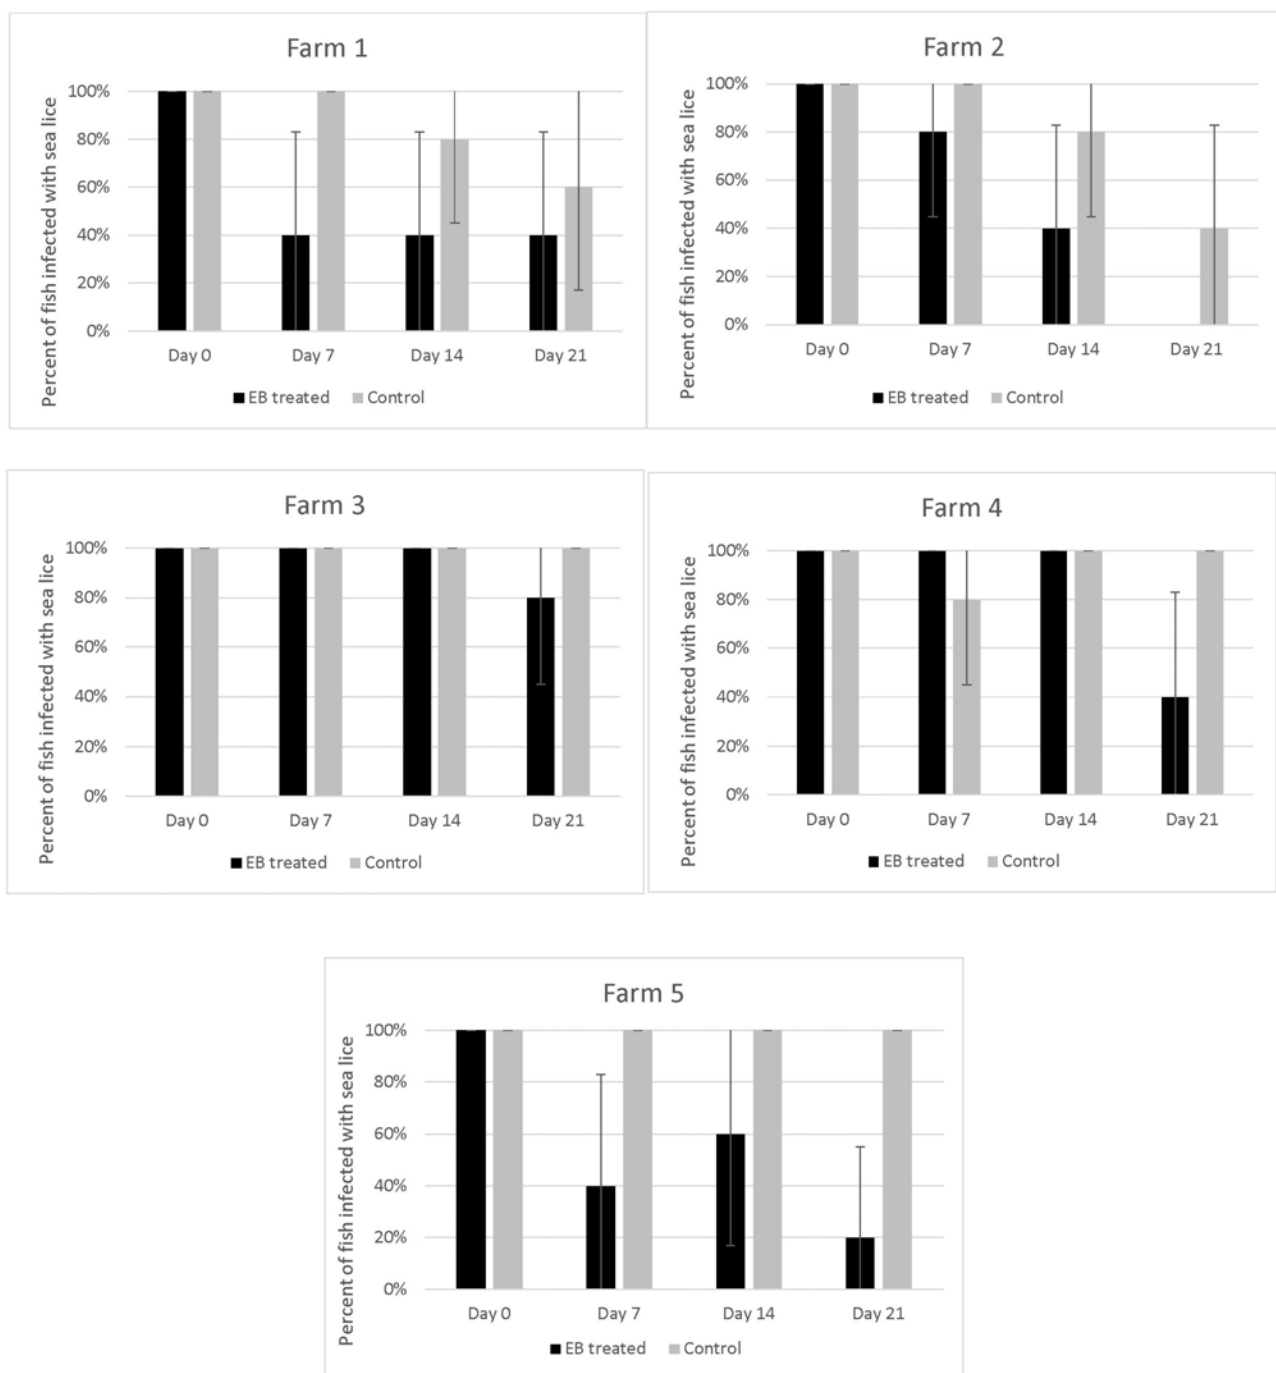 Farm 1
Percent of fish infected with sea lice
100%
80%
60%
40%
20%
0%
Day 0 Day 7 Day 14 Day 21
EB treated Control
Farm 2
Percent of fish infected with sea lice
100%
80%
60%
40%
20%
0%
Day 0 Day 7 Day 14 Day 21
EB treated Control
Farm 3
Percent of fish infected with sea lice
100%
80%
60%
40%
20%
0%
Day 0 Day 7 Day 14 Day 21
EB treated Control
Farm 4
Percent of fish infected with sea lice
100%
80%
60%
40%
20%
0%
Day 0 Day 7 Day 14 Day 21
EB treated Control
Farm 5
Percent of fish infected with sea lice
100%
80%
60%
40%
20%
0%
Day 0 Day 7 Day 14 Day 21
EB treated Control